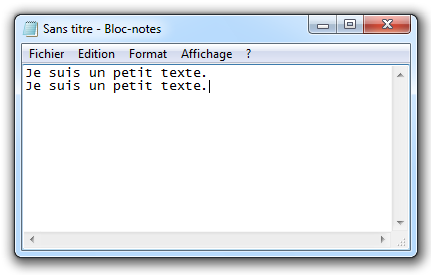 Sans titre - Bloc-notes
Fichier Edition Format Affichage ?
Je suis un petit texte.
Je suis un petit texte.